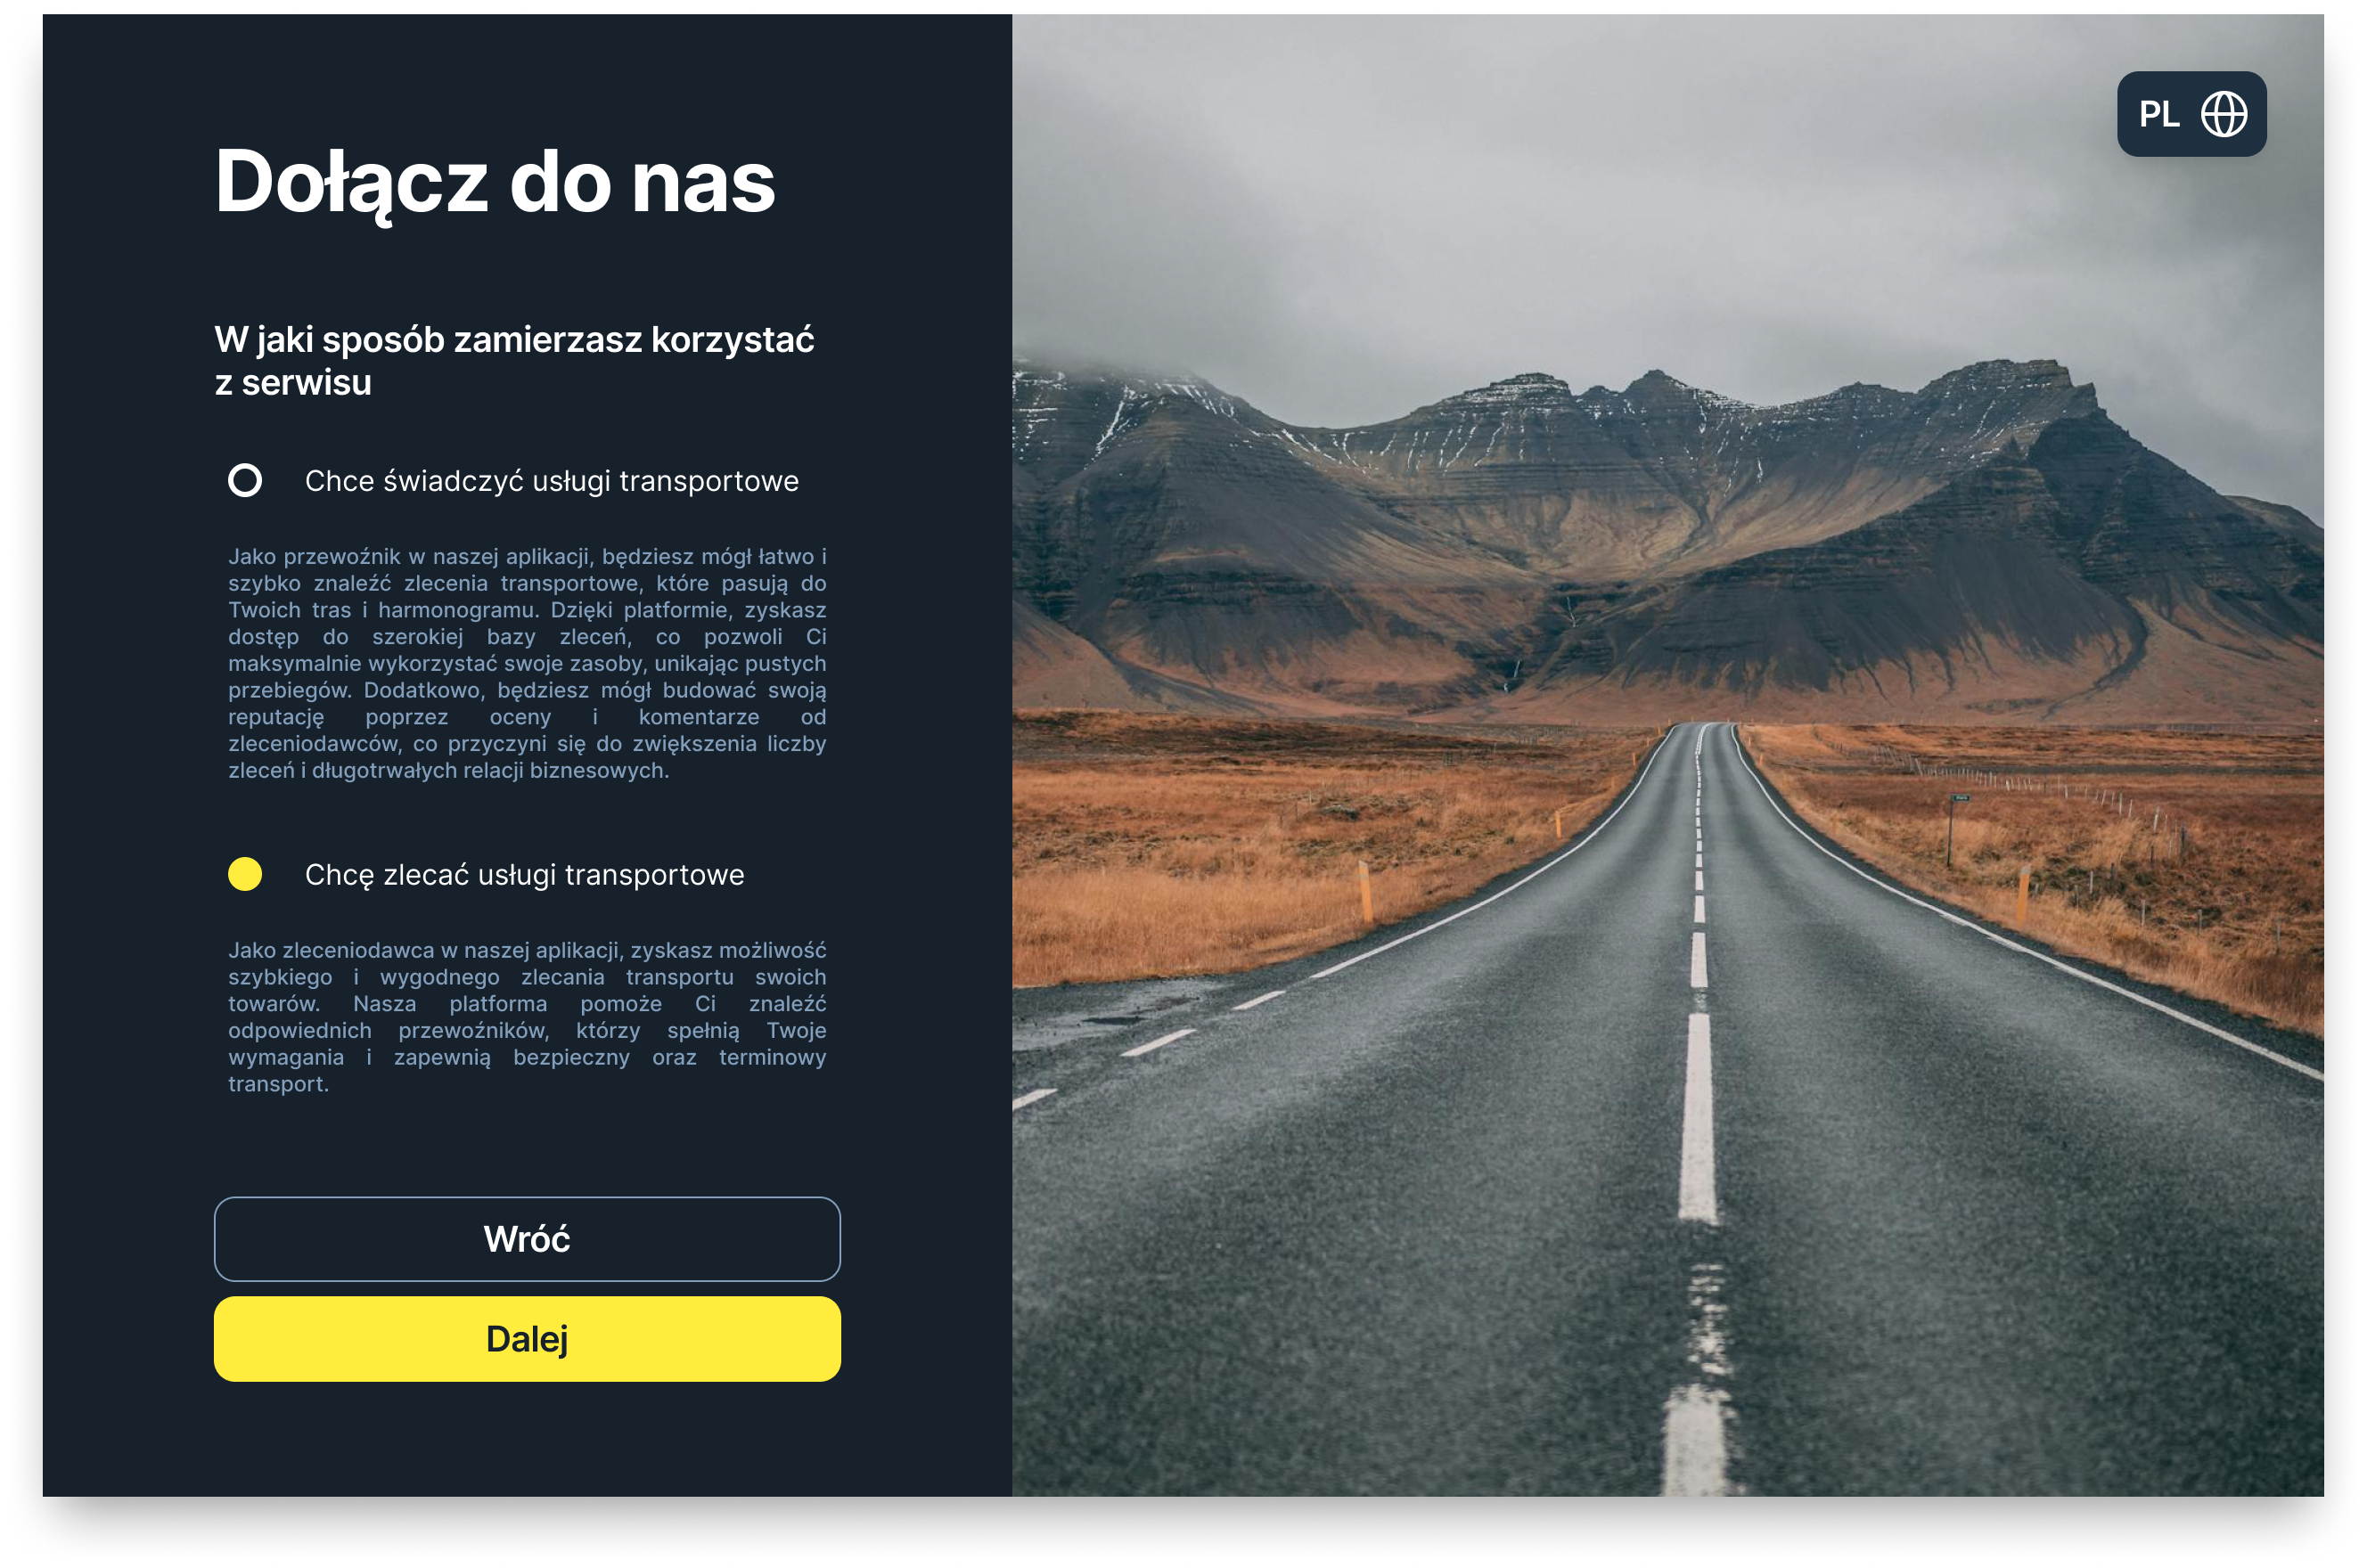 PL
Dołącz do nas
W jaki sposób zamierzasz korzystać
z serwisu
Chce świadczyć usługi transportowe
Jako przewoźnik w naszej aplikacji, będziesz mógł łatwo i
szybko znaleźć zlecenia transportowe, które pasują do
Twoich tras i harmonogramu. Dzięki platformie, zyskasz
dostęp do szerokiej bazy zleceń, co pozwoli Ci
maksymalnie wykorzystać swoje zasoby, unikając pustych
przebiegów. Dodatkowo, będziesz mógł budować swoją
reputację poprzez oceny i komentarze od
zleceniodawców, co przyczyni się do zwiększenia liczby
zleceń i długotrwałych relacji biznesowych.
Chcę zlecać usługi transportowe
Jako zleceniodawca w naszej aplikacji, zyskasz możliwość
szybkiego i wygodnego zlecania transportu swoich
towarów. Nasza platforma pomoże Ci znaleźć
odpowiednich przewoźników, którzy spełnią Twoje
wymagania i zapewnią bezpieczny oraz terminowy
transport.
Wróć
Dalej